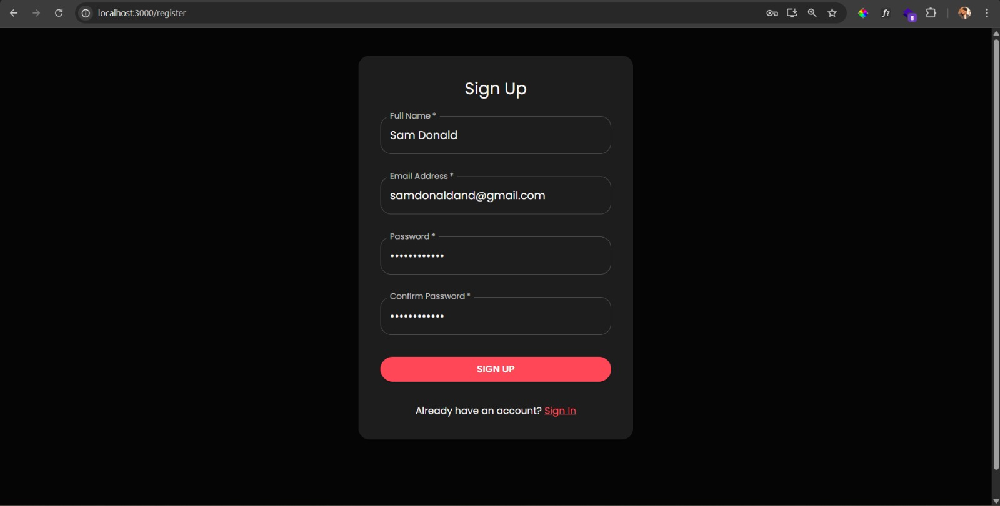 localhost:3000/register
f?
8
Sign Up
Full Name *
Sam Donald
Email Address *
samdonaldand@gmail.com
Password *
••••••••••••
Confirm Password *
••••••••••••
SIGN UP
Already have an account? Sign In